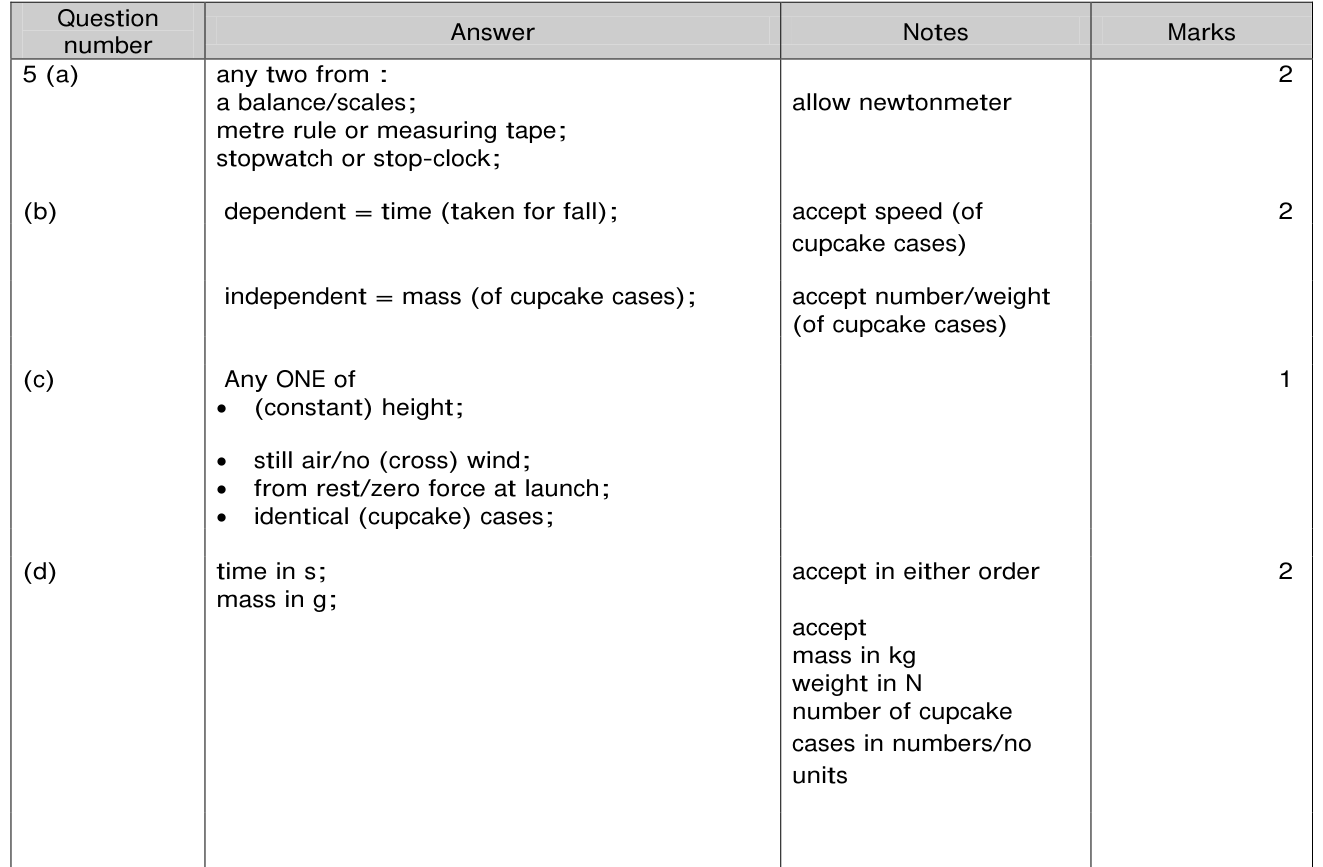 Question
number
Answer
Notes
Marks
5 (a)
any two from :
2
a balance/scales;
allow newtonmeter
metre rule or measuring tape;
stopwatch or stop-clock;
(b)
dependent = time (taken for fall);
accept speed (of
2
cupcake cases)
independent = mass (of cupcake cases);
accept number/weight
(of cupcake cases)
(c)
Any ONE of
1
• (constant) height;
• still air/no (cross) wind;
• from rest/zero force at launch;
• identical (cupcake) cases;
(d)
time in s;
accept in either order
2
mass in g;
accept
mass in kg
weight in N
number of cupcake
cases in numbers/no
units